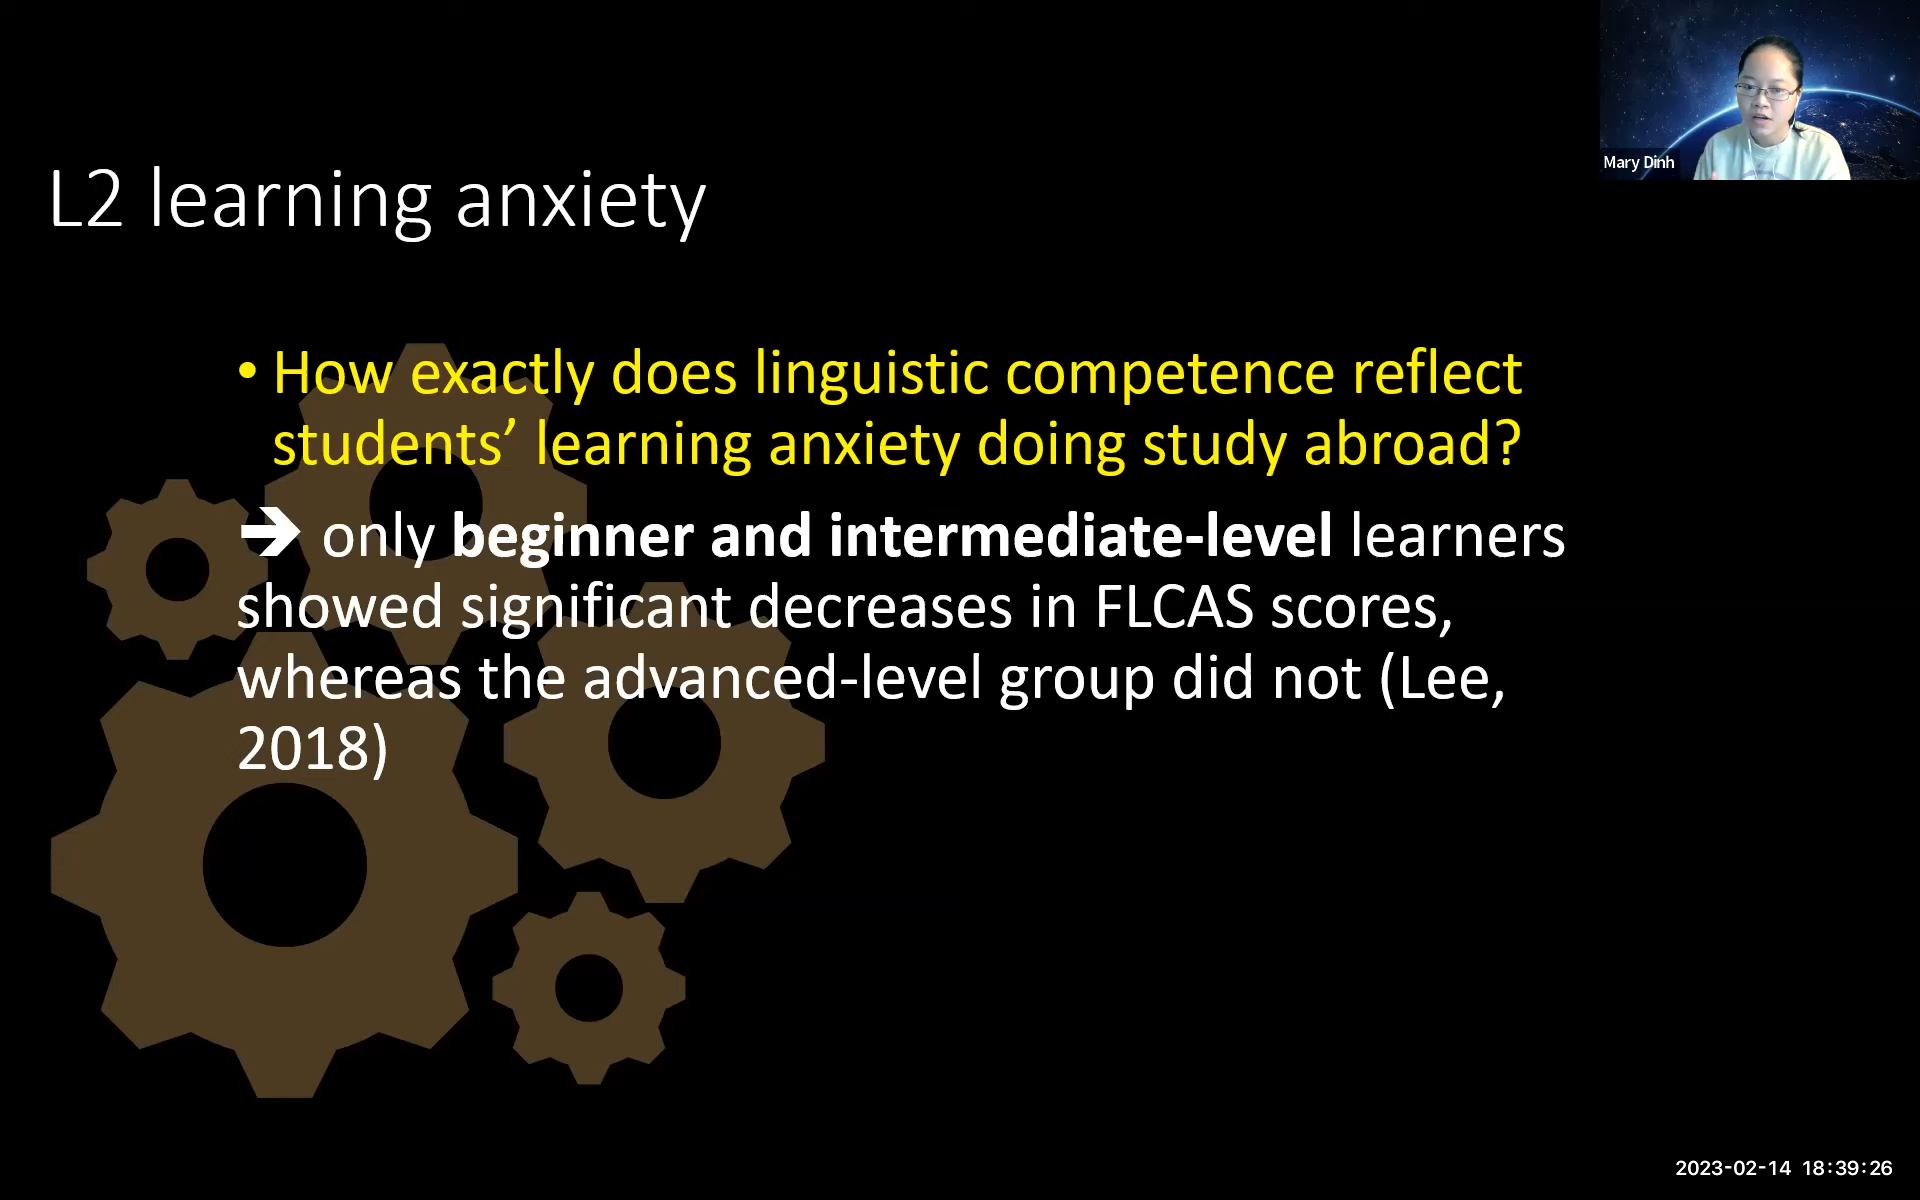 Mary Dinh
L2 learning anxiety
• How exactly does linguistic competence reflect
students’ learning anxiety doing study abroad?
➔ only beginner and intermediate-level learners
showed significant decreases in FLCAS scores,
whereas the advanced-level group did not (Lee,
2018)
2023-02-14 18:39:26